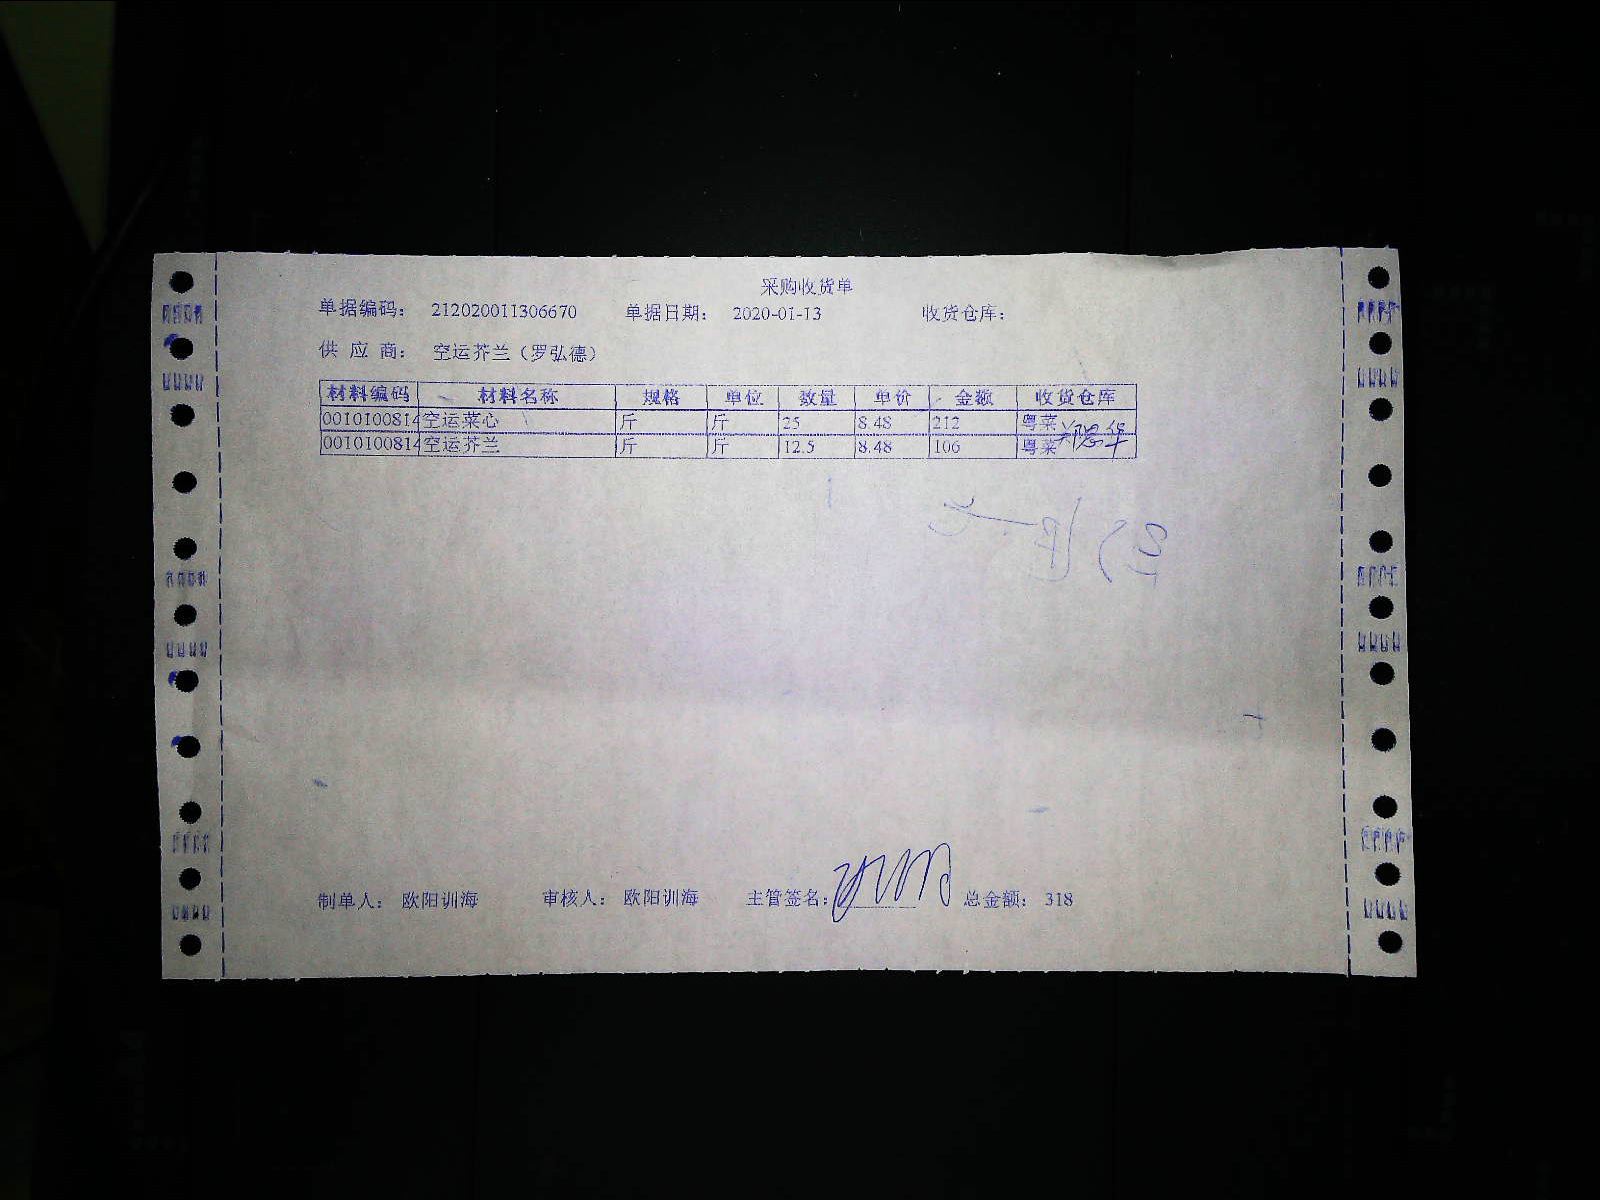 采购收货单
单据编码: 212020011306670 单据日期: 2020-01-13 收货仓库:
供 应 商: 空运芥兰(罗弘德)
材料编码 材料名称 规格 单位 数量 单价 金额 收货仓库
0010100814 空运菜心 斤 斤 25 8.48 212 粤菜
0010100814 空运芥兰 斤 斤 12.5 8.48 106 粤菜
制单人: 欧阳训海 审核人: 欧阳训海 主管签名: 总金额: 318